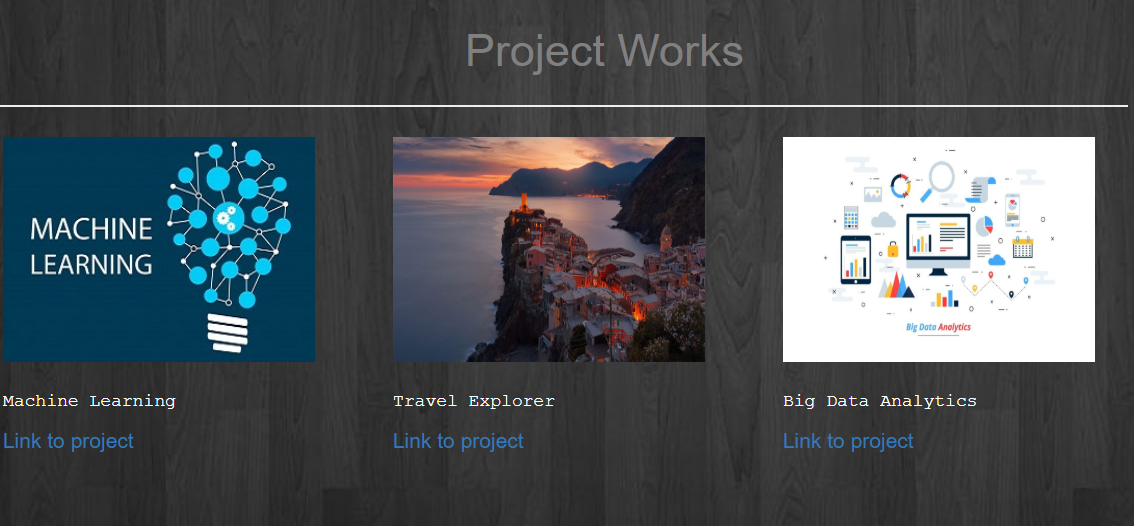 Project Works
MACHINE
LEARNING
Big Data Analytics
Machine Learning
Travel Explorer
Big Data Analytics
Link to project
Link to project
Link to project